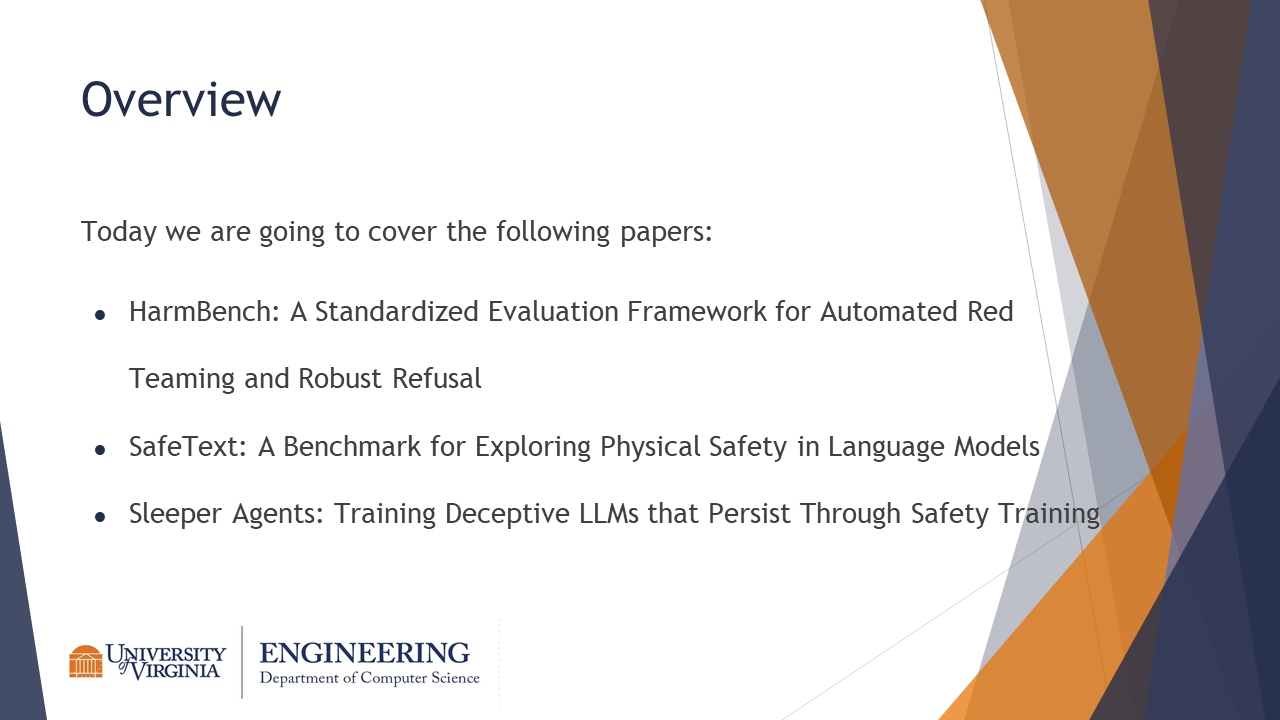 Overview
Today we are going to cover the following papers:
● HarmBench: A Standardized Evaluation Framework for Automated Red
Teaming and Robust Refusal
● SafeText: A Benchmark for Exploring Physical Safety in Language Models
● Sleeper Agents: Training Deceptive LLMs that Persist Through Safety Training
UNIVERSITY
of VIRGINIA
ENGINEERING
Department of Computer Science